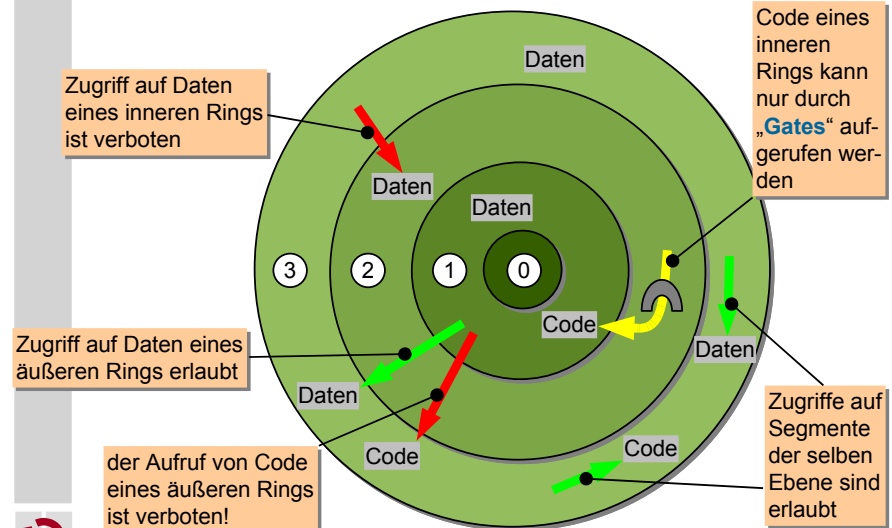 Code eines
inneren
Rings kann
nur durch
„Gates“ auf-
gerufen wer-
den
Daten
Zugriff auf Daten
eines inneren Rings
ist verboten
Daten
Daten
3
2
1
0
Code
Daten
Zugriff auf Daten eines
äußeren Rings erlaubt
Daten
Code
Code
der Aufruf von Code
eines äußeren Rings
ist verboten!
Zugriffe auf
Segmente
der selben
Ebene sind
erlaubt